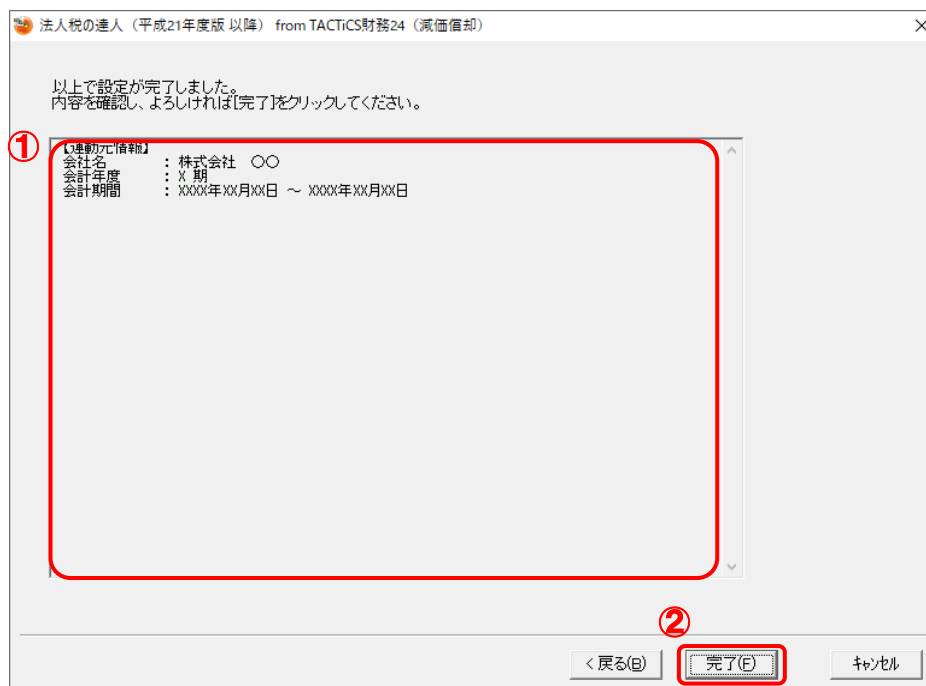 法人税の達人（平成21年度版 以降） from TACTiCS財務24（減価償却）
以上で設定が完了しました。
内容を確認し、よろしければ[完了]をクリックしてください。
①
【連動元情報】
会社名 : 株式会社 〇〇
会計年度 : X 期
会計期間 : XXXX年XX月XX日 ～ XXXX年XX月XX日
②
< 戻る(B) 完了(F) キャンセル